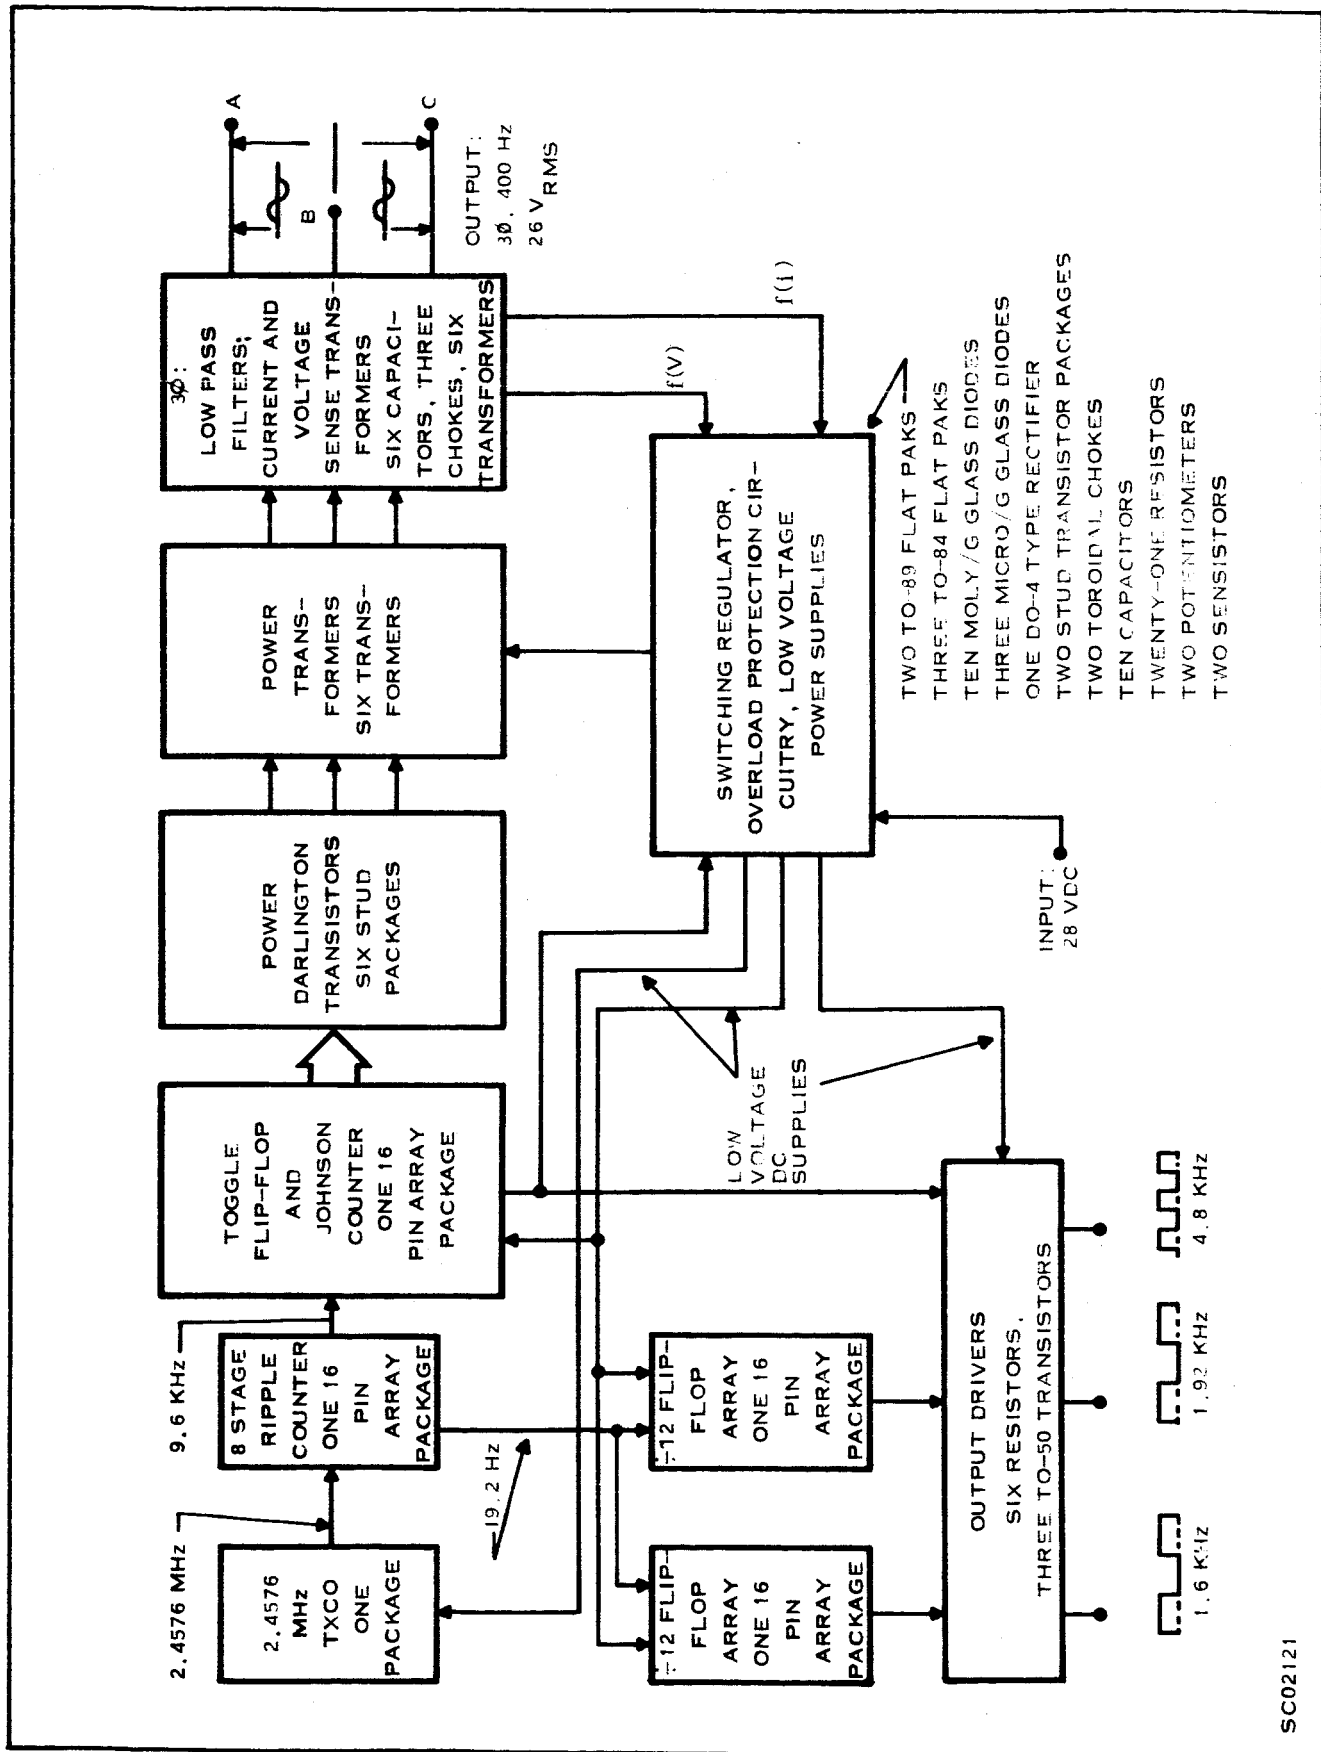 2.4576 MHz
9.6 KHz
2.4576
MHz
TXCO
ONE
PACKAGE
8 STAGE
RIPPLE
COUNTER
ONE 16
PIN
ARRAY
PACKAGE
TOGGLE
FLIP-FLOP
AND
JOHNSON
COUNTER
ONE 16
PIN ARRAY
PACKAGE
POWER
DARLINGTON
TRANSISTORS
SIX STUD
PACKAGES
POWER
TRANS-
FORMERS
SIX TRANS-
FORMERS
3Ø:
LOW PASS
FILTERS;
CURRENT AND
VOLTAGE
SENSE TRANS-
FORMERS
SIX CAPACI-
TORS, THREE
CHOKES, SIX
TRANSFORMERS
A
B
C
OUTPUT:
3Ø, 400 Hz
26 V RMS
19.2 Hz
f(V)
f(i)
÷12 FLIP-
FLOP
ARRAY
ONE 16
PIN
ARRAY
PACKAGE
÷12 FLIP-
FLOP
ARRAY
ONE 16
PIN
ARRAY
PACKAGE
LOW
VOLTAGE
DC
SUPPLIES
SWITCHING REGULATOR,
OVERLOAD PROTECTION CIR-
CUITRY, LOW VOLTAGE
POWER SUPPLIES
INPUT:
28 VDC
TWO TO-89 FLAT PAKS
THREE TO-84 FLAT PAKS
TEN MOLY/G GLASS DIODES
THREE MICRO/G GLASS DIODES
ONE DO-4 TYPE RECTIFIER
TWO STUD TRANSISTOR PACKAGES
TWO TOROIDAL CHOKES
TEN CAPACITORS
TWENTY-ONE RESISTORS
TWO POTENTIOMETERS
TWO SENSISTORS
OUTPUT DRIVERS
SIX RESISTORS,
THREE TO-50 TRANSISTORS
1.6 KHz
1.92 KHz
4.8 KHz
SC02121